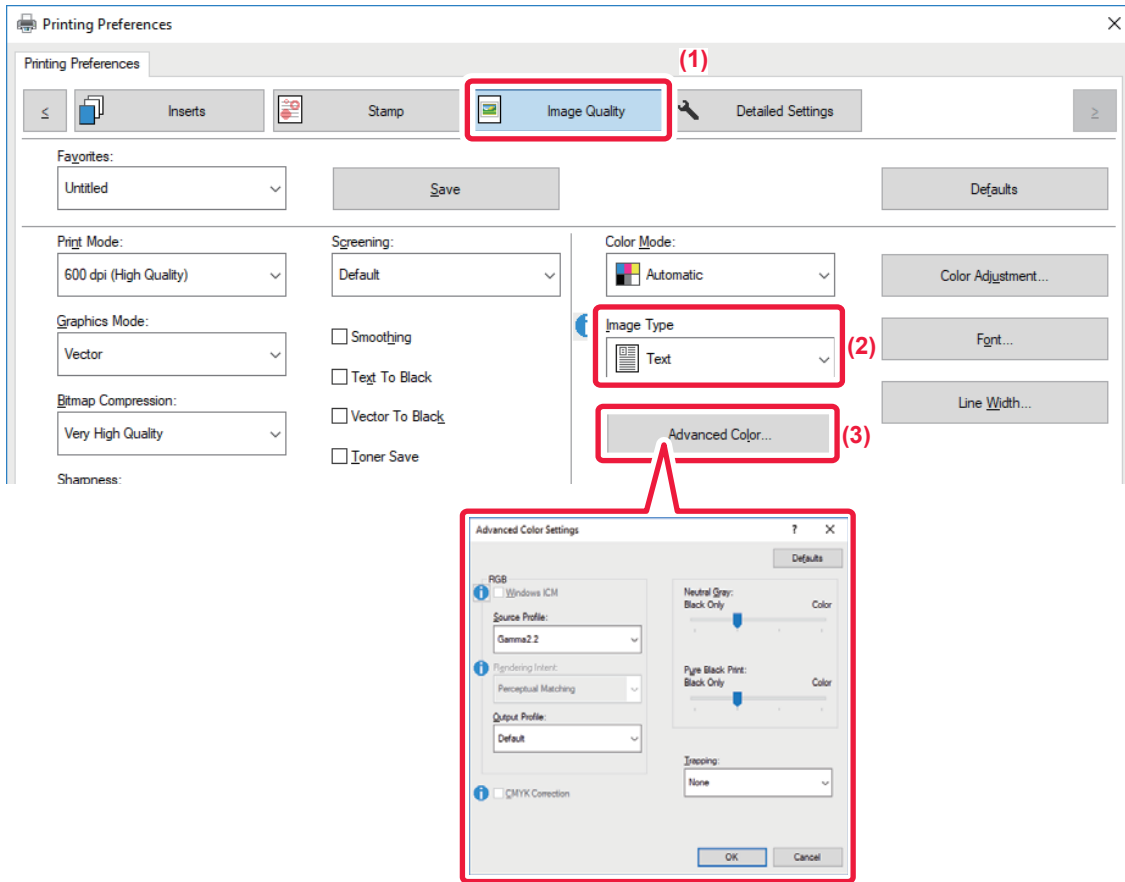 Printing Preferences
Printing Preferences
(1)
< Inserts Stamp Image Quality Detailed Settings >
Favorites:
Untitled Save Defaults
Print Mode: Screening: Color Mode:
600 dpi (High Quality) Default Automatic Color Adjustment...
Graphics Mode: Image Type
Vector Smoothing Text (2) Font...
Text To Black
Bitmap Compression: Line Width...
Very High Quality Vector To Black Advanced Color... (3)
Toner Save
Sharpness:
Advanced Color Settings ? X
Defaults
RGB
Windows ICM
Source Profile:
Gamma2.2
Rendering Intent:
Perceptual Matching
Output Profile:
Default
CMYK Correction
Neutral Gray:
Black Only Color
Pure Black Print:
Black Only Color
Trapping:
None
OK Cancel